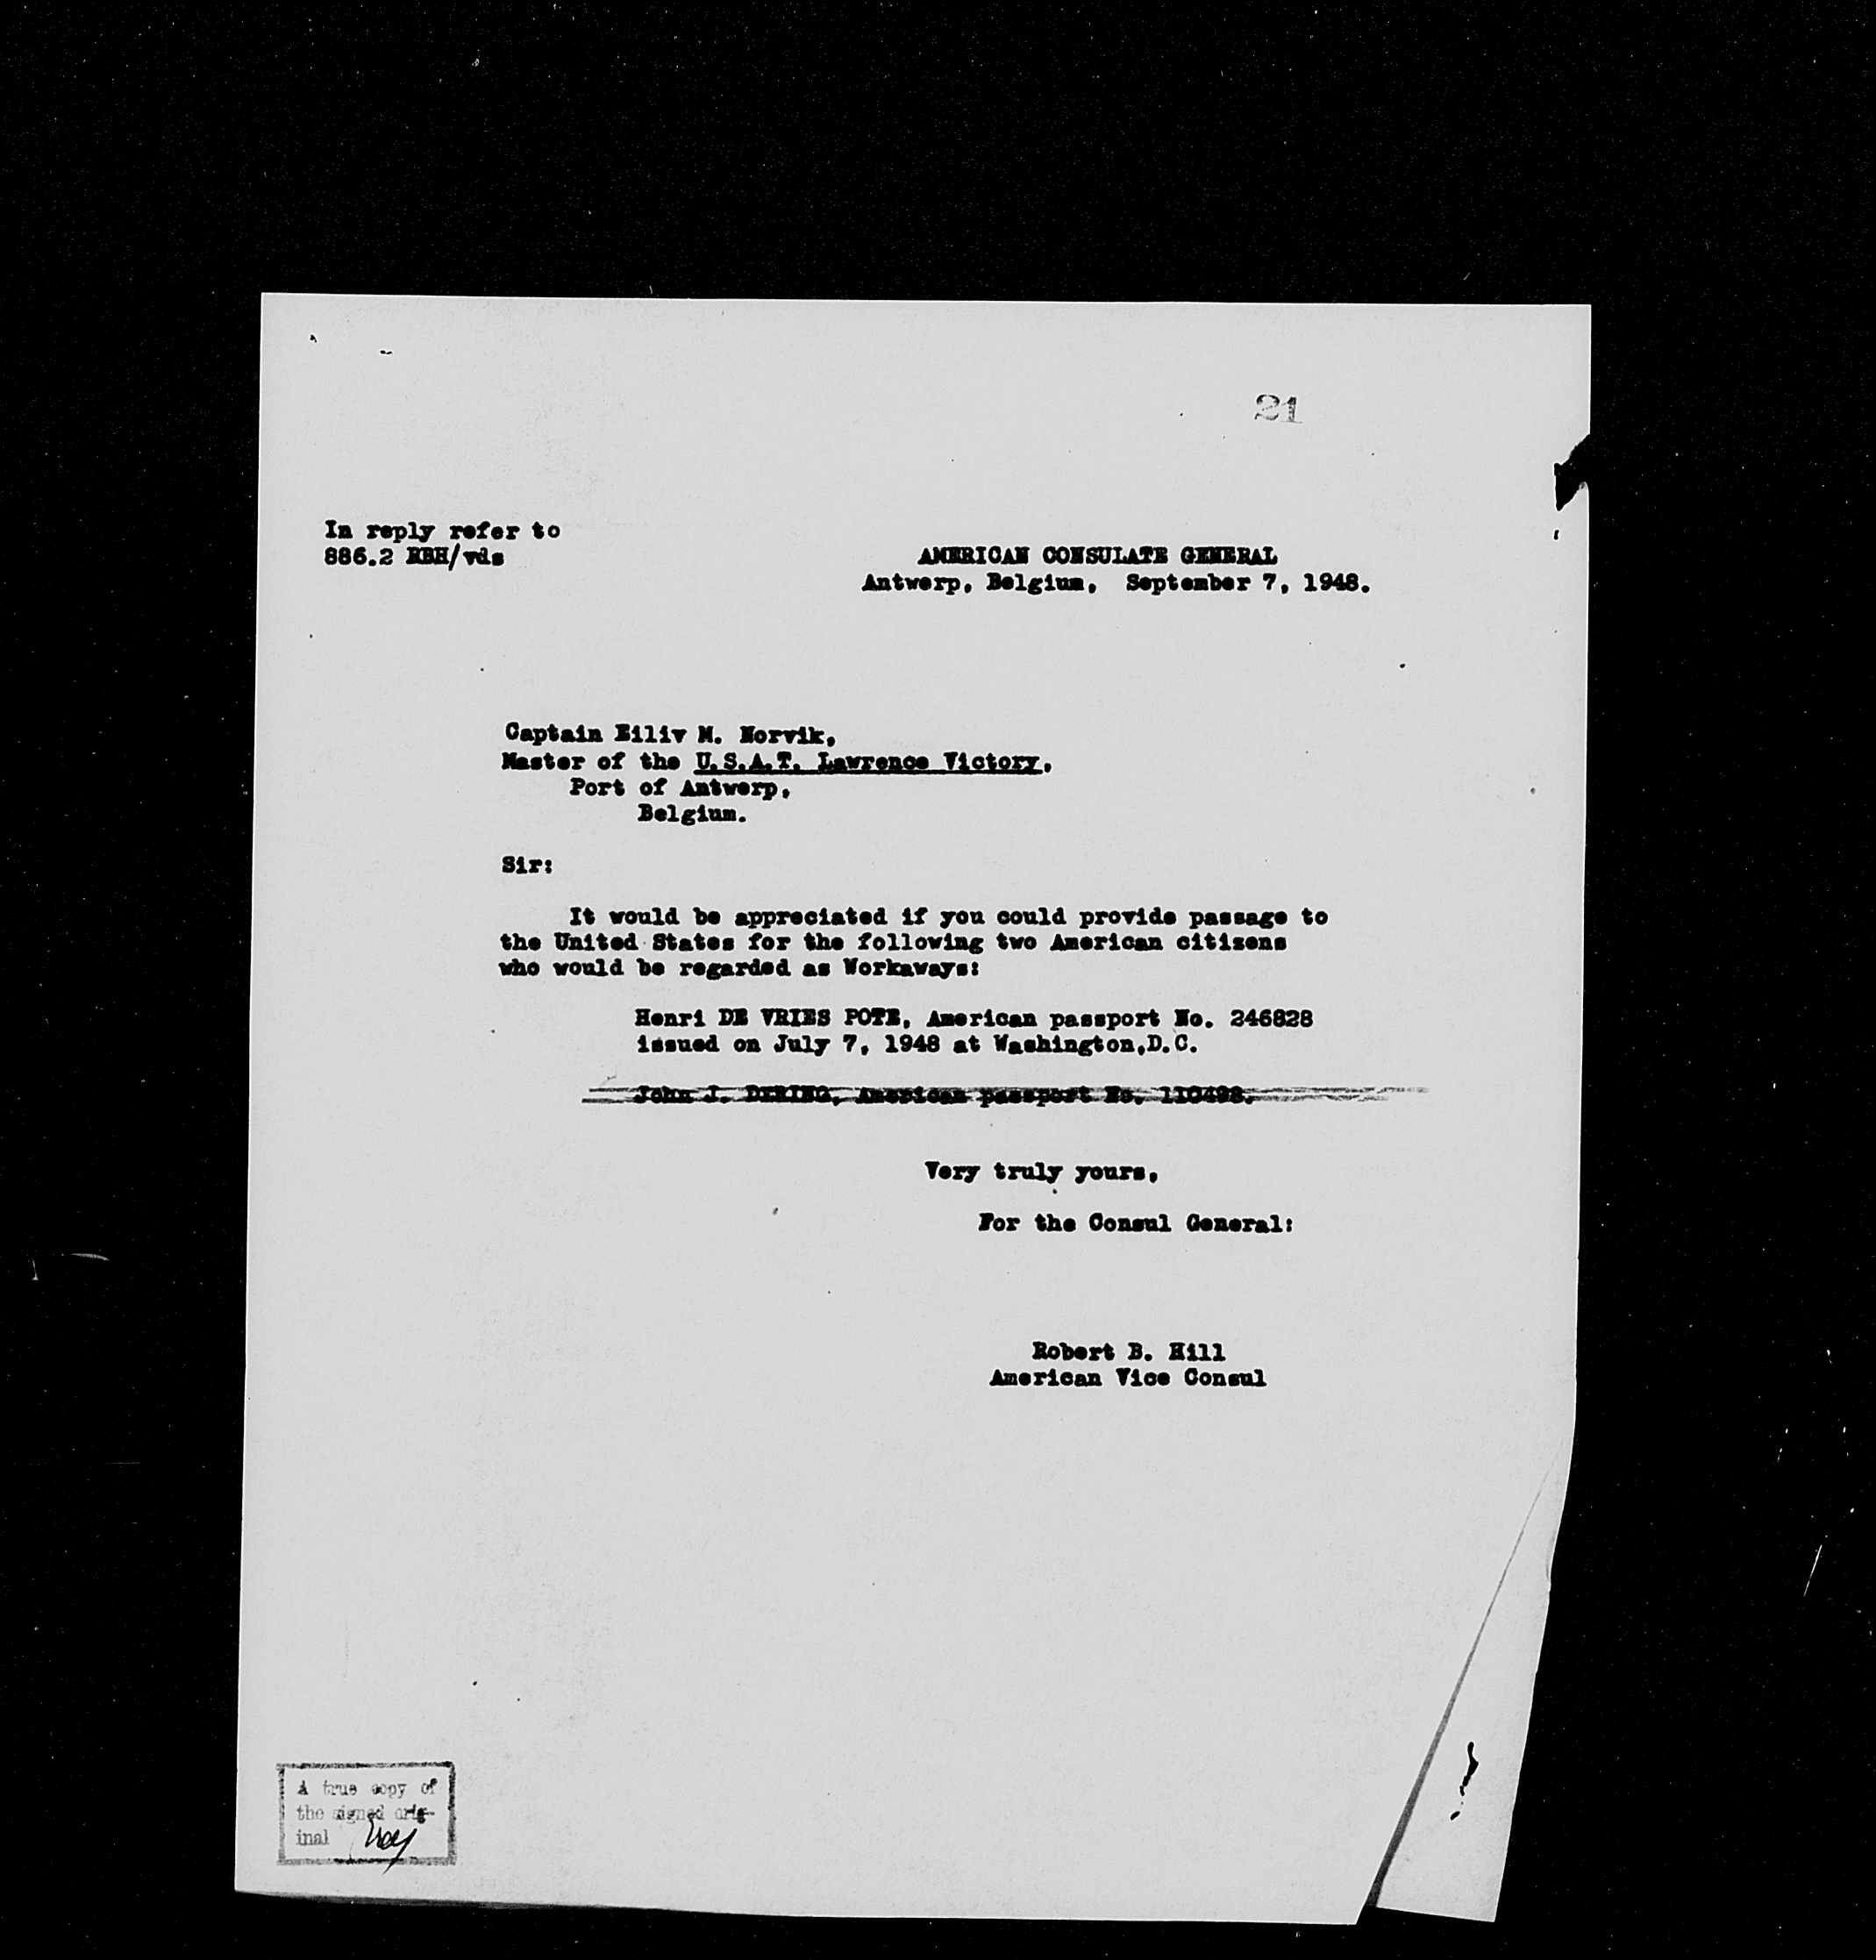 21
In reply refer to
886.2 RBH/vds
AMERICAN CONSULATE GENERAL
Antwerp, Belgium, September 7, 1948.
Captain Eiliv M. Norvik,
Master of the U.S.A.T. Lawrence Victory,
Port of Antwerp,
Belgium.
Sir:
It would be appreciated if you could provide passage to
the United States for the following two American citizens
who would be regarded as Workaways:
Henri DE VRIES POTE, American passport No. 246828
issued on July 7, 1948 at Washington,D.C.
John J. DERING, American passport No. 110498.
Very truly yours,
For the Consul General:
Robert B. Hill
American Vice Consul
A true copy of
the signed orig-
inal